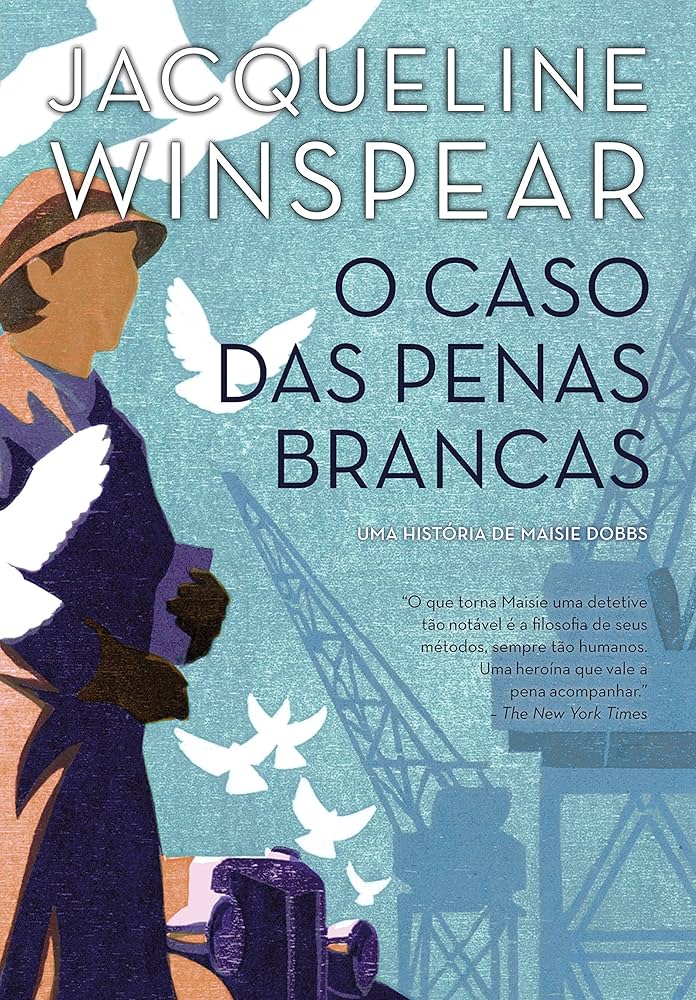 JACQUELINE
WINSPEAR
O CASO
DAS PENAS
BRANCAS
UMA HISTÓRIA DE MAISIE DOBBS
“O que torna Maisie uma detetive
tão notável é a filosofia de seus
métodos, sempre tão humanos.
Uma heroína que vale a
pena acompanhar.”
– The New York Times